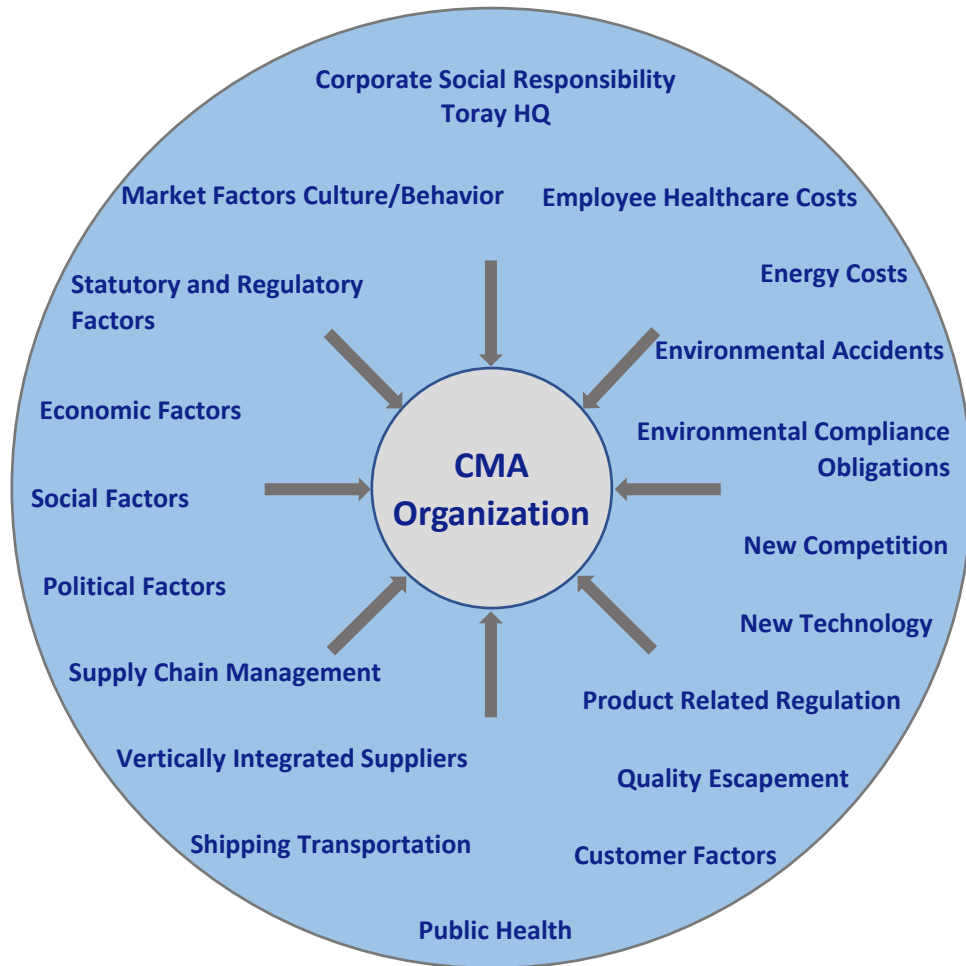 Corporate Social Responsibility
Toray HQ
Market Factors Culture/Behavior
Employee Healthcare Costs
Statutory and Regulatory
Factors
Energy Costs
Environmental Accidents
Economic Factors
Environmental Compliance
Obligations
CMA
Organization
Social Factors
New Competition
Political Factors
New Technology
Supply Chain Management
Product Related Regulation
Vertically Integrated Suppliers
Quality Escapement
Shipping Transportation
Customer Factors
Public Health